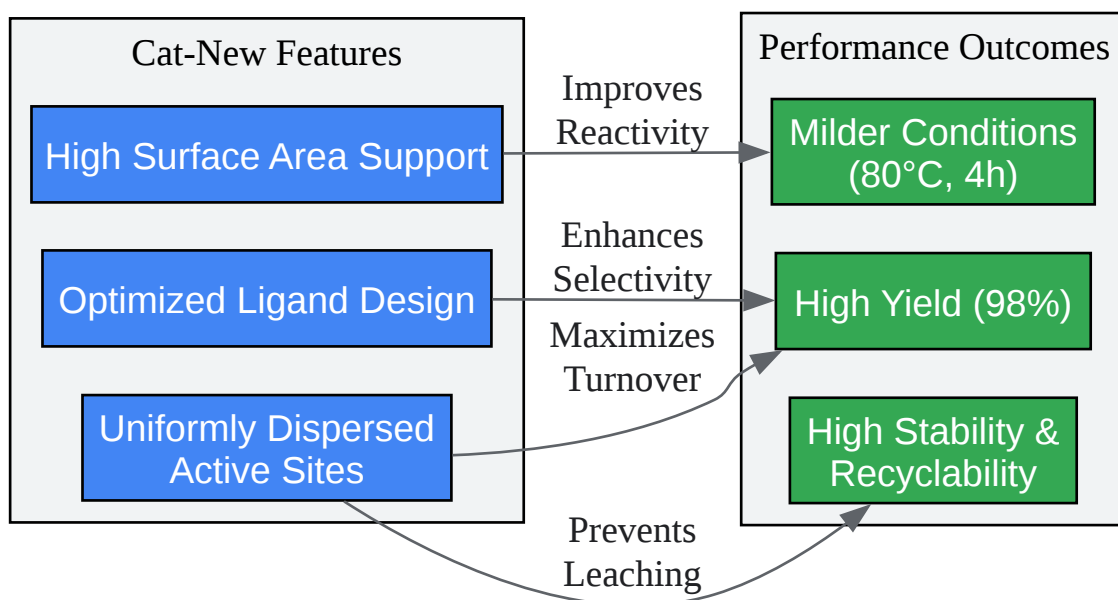 Cat-New Features
High Surface Area Support
Optimized Ligand Design
Uniformly Dispersed
Active Sites
Improves
Reactivity
Enhances
Selectivity
Maximizes
Turnover
Prevents
Leaching
Performance Outcomes
Milder Conditions
(80°C, 4h)
High Yield (98%)
High Stability &
Recyclability